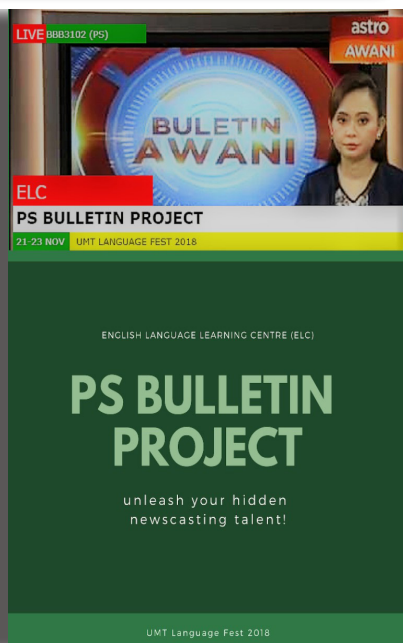 LIVE BBB3102 (PS)
astro
AWANI
BULETIN
AWANI
ELC
PS BULLETIN PROJECT
21-23 NOV UMT LANGUAGE FEST 2018
ENGLISH LANGUAGE LEARNING CENTRE (ELC)
PS BULLETIN
PROJECT
unleash your hidden
newscasting talent!
UMT Language Fest 2018